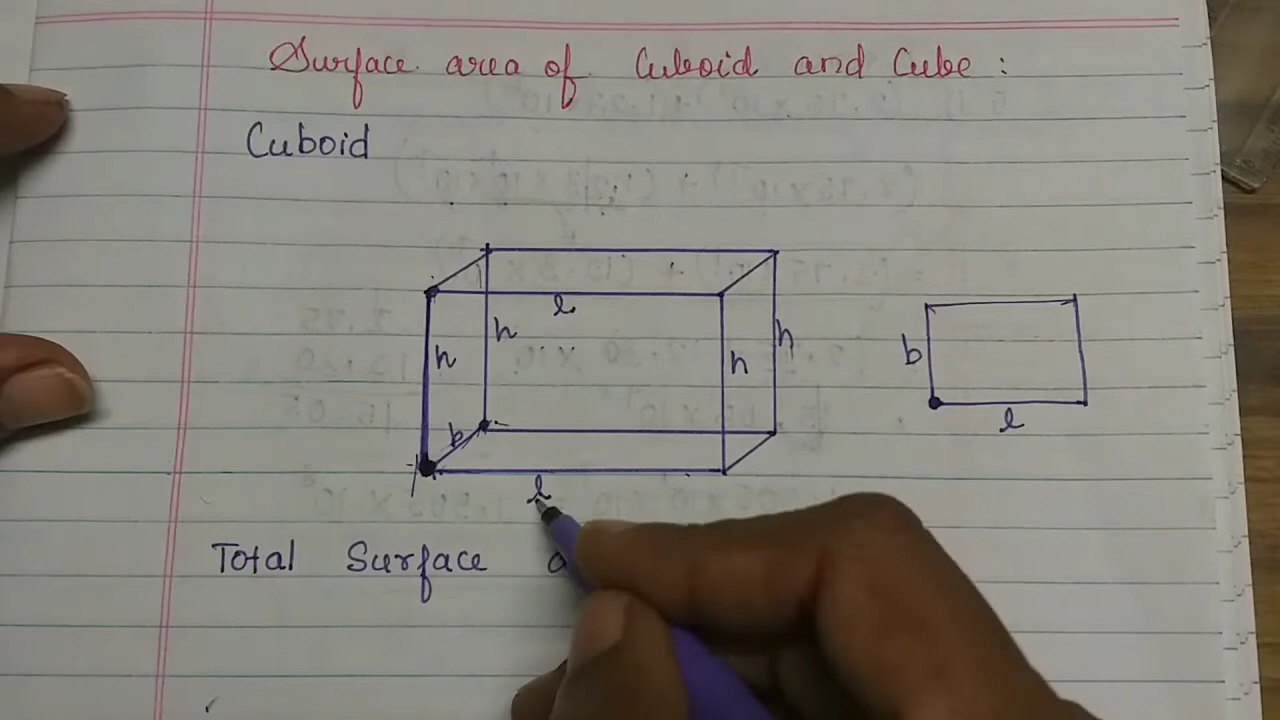 Surface area of Cuboid and Cube :
Cuboid
l
h
h
h
h
b
l
b
l
Total Surface a